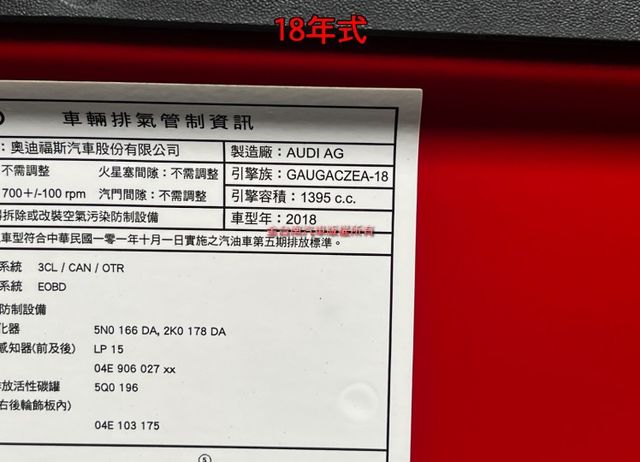 18年式
車輛排氣管制資訊
：奧迪福斯汽車股份有限公司 製造廠：AUDI AG
不需調整 火星塞間隙：不需調整 引擎族：GAUGACZEA-18
700+/-100 rpm 汽門間隙：不需調整 引擎容積：1395 c.c.
拆除或改裝空氣污染防制設備 車型年：2018
車型符合中華民國一零一年十月一日實施之汽油車第五期排放標準。
系統 3CL / CAN / OTR
系統 EOBD
防制設備
化器 5N0 166 DA, 2K0 178 DA
感知器(前及後) LP 15
04E 906 027 xx
放活性碳罐 5Q0 196
右後輪飾板內)
04E 103 175
5